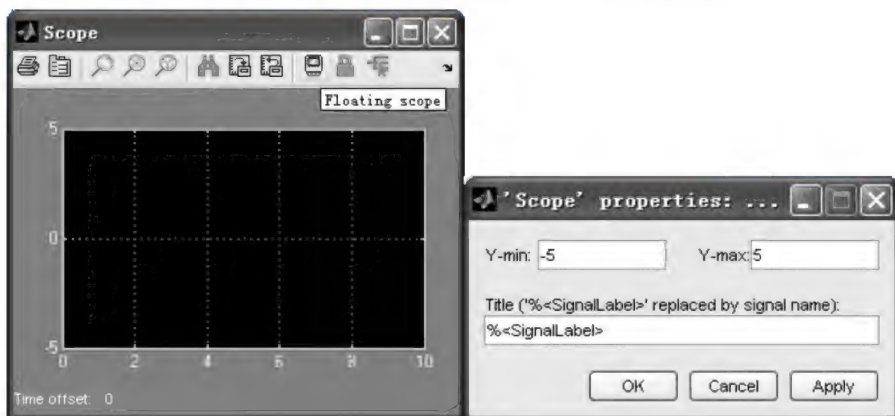 Scope
Floating scope
5
0
-5
0 2 4 6 8 10
Time offset: 0
'Scope' properties: ...
Y-min: -5 Y-max: 5
Title ('%<SignalLabel>' replaced by signal name):
%<SignalLabel>
OK Cancel Apply